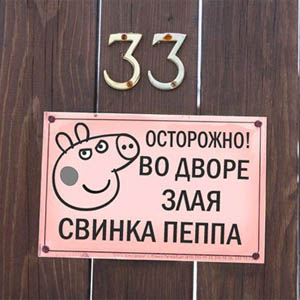 33
ОСТОРОЖНО!
ВО ДВОРЕ
ЗЛАЯ
СВИНКА ПЕППА